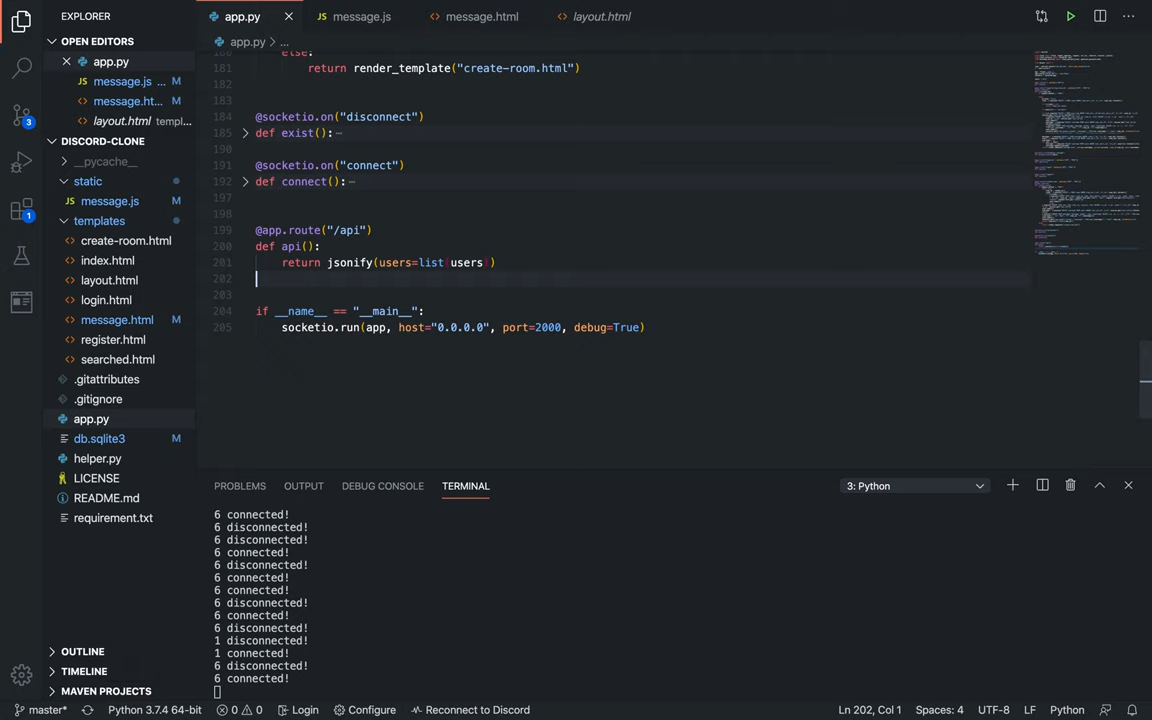 EXPLORER
OPEN EDITORS
app.py
JS message.js ... M
<> message.ht... M
<> layout.html templ...
DISCORD-CLONE
__pycache__
static
JS message.js M
templates
<> create-room.html
<> index.html
<> layout.html
<> login.html
<> message.html M
<> register.html
<> searched.html
.gitattributes
.gitignore
app.py
db.sqlite3 M
helper.py
LICENSE
README.md
requirement.txt
OUTLINE
TIMELINE
MAVEN PROJECTS
3
1
app.py
JS message.js
<> message.html
<> layout.html
app.py > ...
180 else:
181 return render_template("create-room.html")
182
183
184 @socketio.on("disconnect")
185 def exist():
190
191 @socketio.on("connect")
192 def connect():
197
198
199 @app.route("/api")
200 def api():
201 return jsonify(users=list(users))
202
203
204 if __name__ == "__main__":
205 socketio.run(app, host="0.0.0.0", port=2000, debug=True)
PROBLEMS OUTPUT DEBUG CONSOLE TERMINAL 3: Python
6 connected!
6 disconnected!
6 disconnected!
6 connected!
6 disconnected!
6 connected!
6 connected!
6 disconnected!
6 connected!
6 disconnected!
1 disconnected!
1 connected!
6 disconnected!
6 connected!
master* Python 3.7.4 64-bit 0 0 Login Configure Reconnect to Discord Ln 202, Col 1 Spaces: 4 UTF-8 LF Python